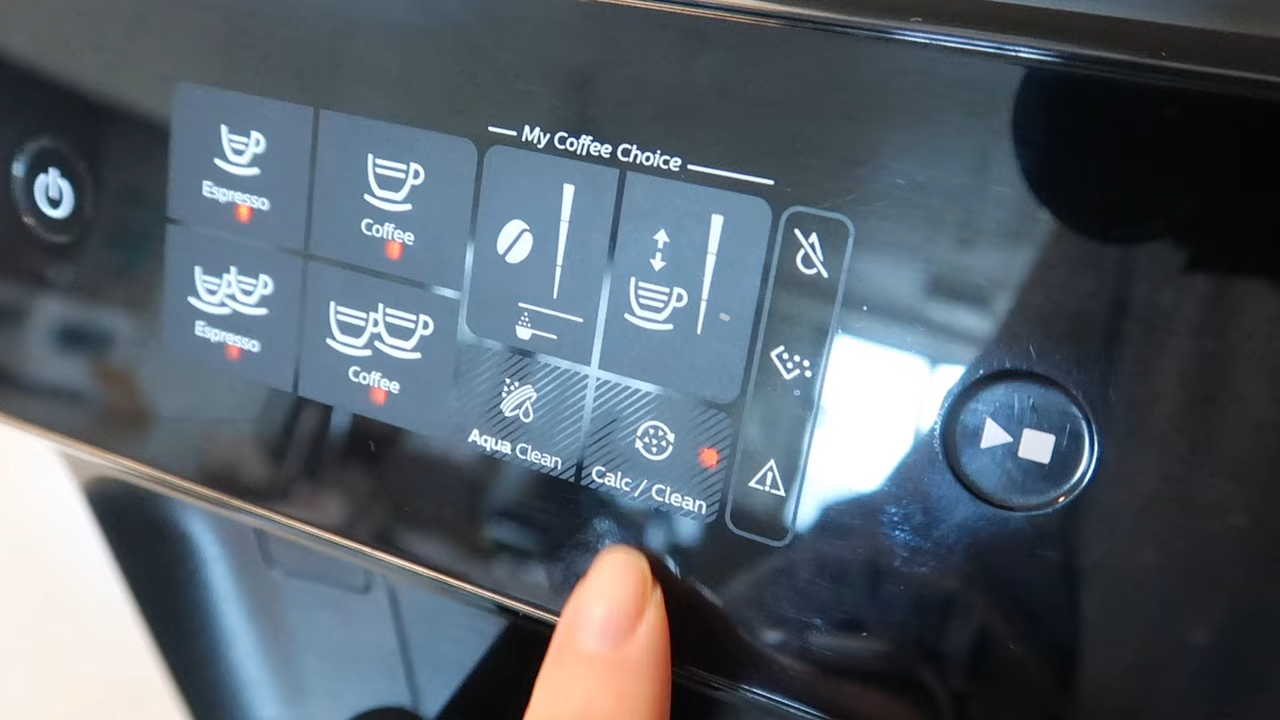 My Coffee Choice
Espresso
Coffee
Espresso
Coffee
Aqua Clean
Calc / Clean